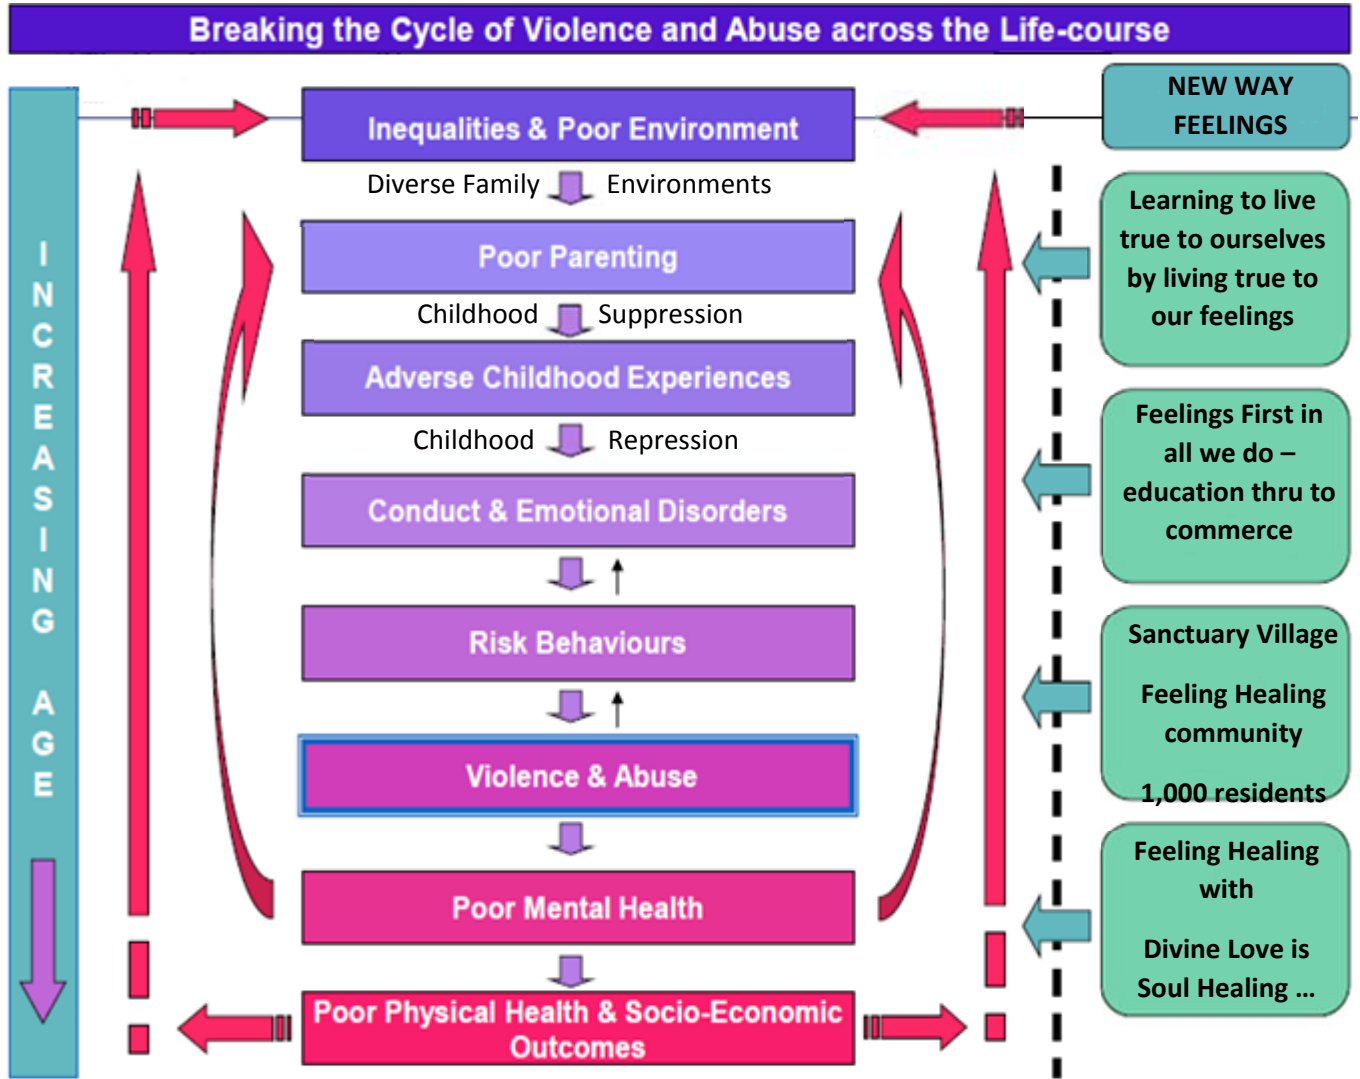 Breaking the Cycle of Violence and Abuse across the Life-course
INCREASING AGE
Inequalities & Poor Environment
Diverse Family Environments
Poor Parenting
Childhood Suppression
Adverse Childhood Experiences
Childhood Repression
Conduct & Emotional Disorders
Risk Behaviours
Violence & Abuse
Poor Mental Health
Poor Physical Health & Socio-Economic
Outcomes
NEW WAY
FEELINGS
Learning to live
true to ourselves
by living true to
our feelings
Feelings First in
all we do –
education thru to
commerce
Sanctuary Village
Feeling Healing
community
1,000 residents
Feeling Healing
with
Divine Love is
Soul Healing ...